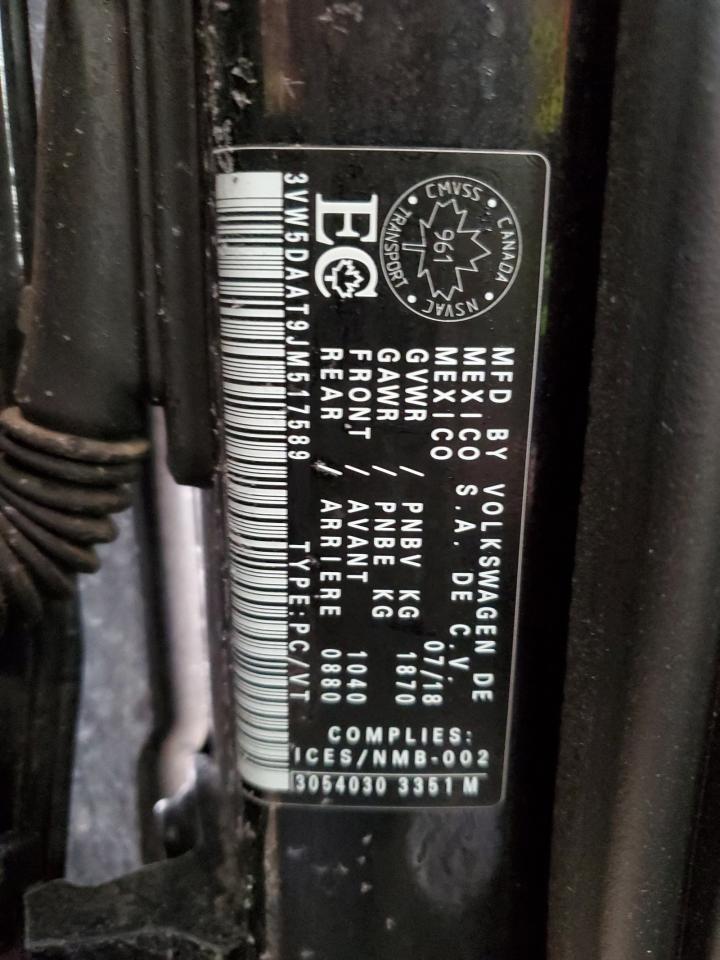 MFD BY VOLKSWAGEN DE
MEXICO S.A. DE C.V.
MEXICO 07/18
GVWR / PNBV KG 1870
GAWR / PNBE KG
FRONT / AVANT 1040
REAR / ARRIERE 0880
3VW5DAAT9JM517589 TYPE:PC/VT
CMVSS • CANADA • NSVAC • TRANSPORT •
961
EC
COMPLIES:
ICES/NMB-002
3054030 3351 M